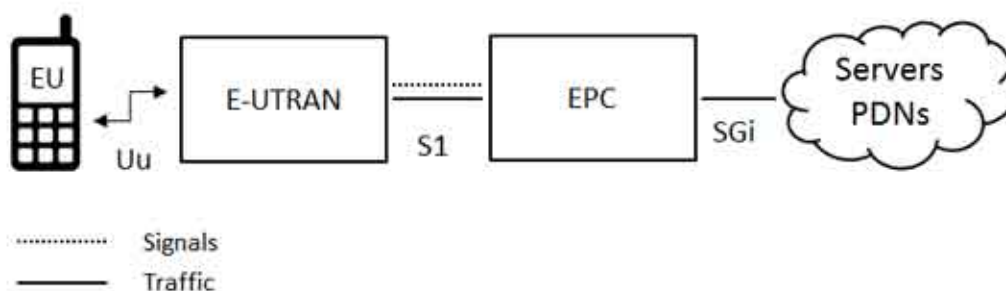 EU
E-UTRAN
EPC
Servers
PDNs
Uu
S1
SGi
Signals
Traffic